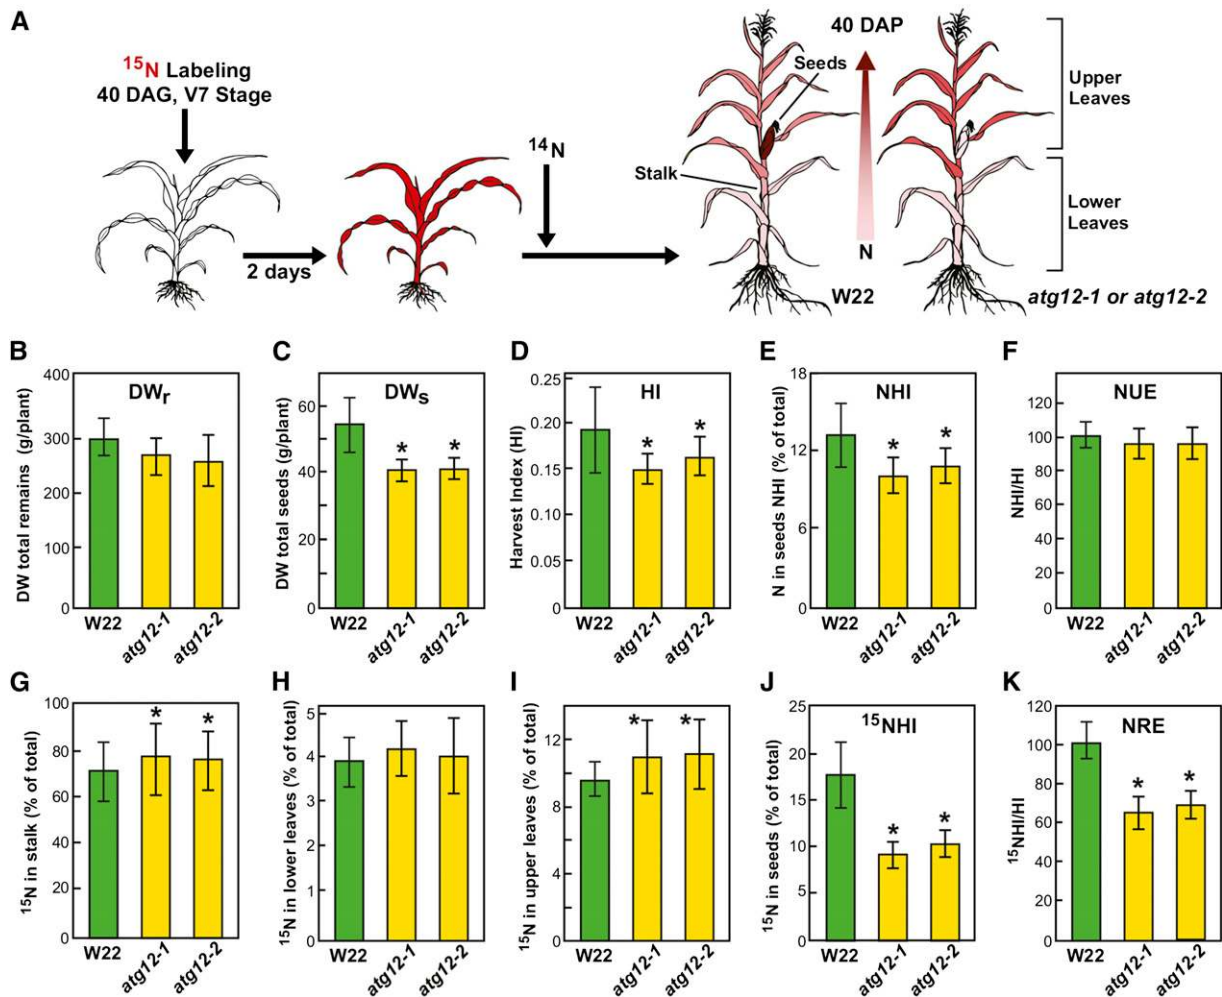 A
¹⁵N Labeling
40 DAG, V7 Stage
2 days
¹⁴N
40 DAP
Seeds
Stalk
N
W22
Upper
Leaves
Lower
Leaves
atg12-1 or atg12-2
B
DWr
DW total remains (g/plant)
400
300
200
100
0
W22
atg12-1
atg12-2
C
DWs
DW total seeds (g/plant)
60
40
20
0
*
*
W22
atg12-1
atg12-2
D
HI
Harvest Index (HI)
0.25
0.20
0.15
0.10
0.05
0
*
*
W22
atg12-1
atg12-2
E
NHI
N in seeds NHI (% of total)
18
12
6
0
*
*
W22
atg12-1
atg12-2
F
NUE
NHI/HI
120
100
80
60
40
20
0
W22
atg12-1
atg12-2
G
¹⁵N in stalk (% of total)
100
80
60
40
20
0
*
*
W22
atg12-1
atg12-2
H
¹⁵N in lower leaves (% of total)
5
4
3
2
1
0
W22
atg12-1
atg12-2
I
¹⁵N in upper leaves (% of total)
12
9
6
3
0
*
*
W22
atg12-1
atg12-2
J
¹⁵NHI
¹⁵N in seeds (% of total)
25
20
15
10
5
0
*
*
W22
atg12-1
atg12-2
K
NRE
¹⁵NHI/HI
120
100
80
60
40
20
0
*
*
W22
atg12-1
atg12-2